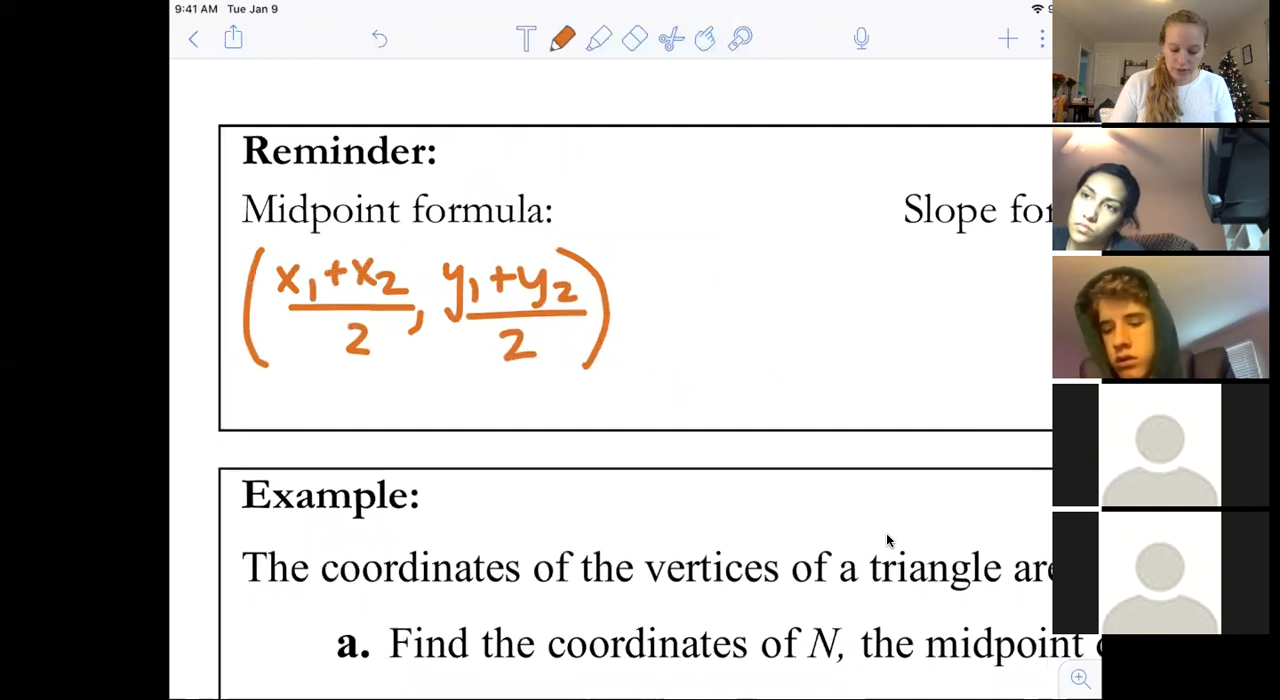 9:41 AM Tue Jan 9
Reminder:
Midpoint formula:
Slope for
(x₁+x₂/2, y₁+y₂/2)
Example:
The coordinates of the vertices of a triangle are
a. Find the coordinates of N, the midpoint